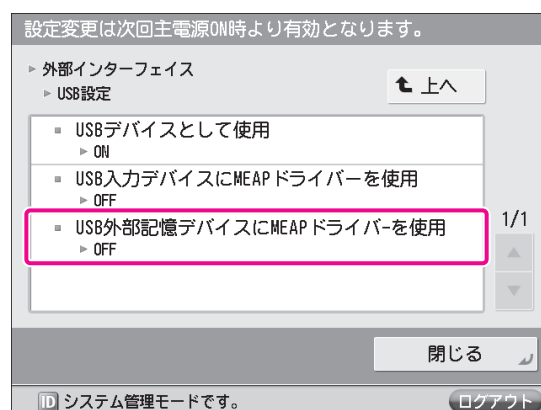 設定変更は次回主電源ON時より有効となります。
▶ 外部インターフェイス
▶ USB設定
上へ
USBデバイスとして使用
▶ ON
USB入力デバイスにMEAPドライバーを使用
▶ OFF
USB外部記憶デバイスにMEAPドライバーを使用
▶ OFF
1/1
閉じる
ID システム管理モードです。
ログアウト